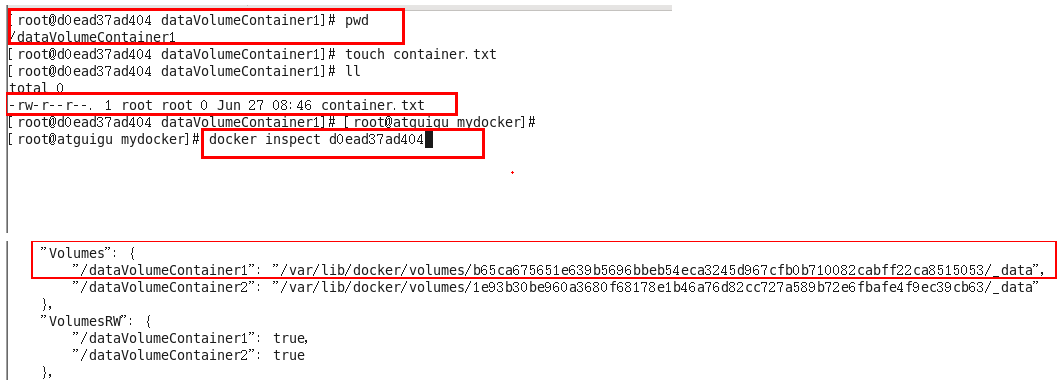 [ root@d0ead37ad404 dataVolumeContainer1]# pwd
/dataVolumeContainer1
[ root@d0ead37ad404 dataVolumeContainer1]# touch container.txt
[ root@d0ead37ad404 dataVolumeContainer1]# ll
total 0
-rw-r--r--. 1 root root 0 Jun 27 08:46 container.txt
[ root@d0ead37ad404 dataVolumeContainer1]# [ root@atguigu mydocker]#
[ root@atguigu mydocker]# docker inspect d0ead37ad404
"Volumes": {
"/dataVolumeContainer1": "/var/lib/docker/volumes/b65ca675651e639b5696bbeb54eca3245d967cfb0b710082cabff22ca8515053/_data",
"/dataVolumeContainer2": "/var/lib/docker/volumes/1e93b30be960a3680f68178e1b46a76d82cc727a589b72e6fbafe4f9ec39cb63/_data"
},
"VolumesRW": {
"/dataVolumeContainer1": true,
"/dataVolumeContainer2": true
},